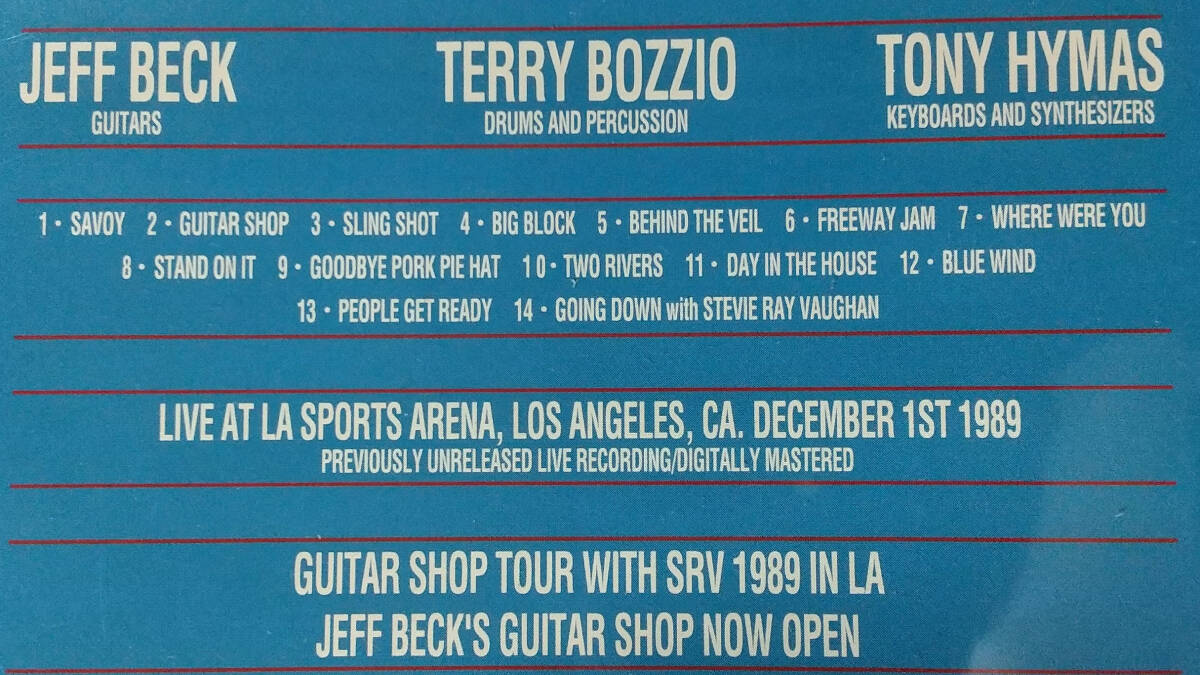 JEFF BECK
GUITARS
TERRY BOZZIO
DRUMS AND PERCUSSION
TONY HYMAS
KEYBOARDS AND SYNTHESIZERS
1・SAVOY 2・GUITAR SHOP 3・SLING SHOT 4・BIG BLOCK 5・BEHIND THE VEIL 6・FREEWAY JAM 7・WHERE WERE YOU
8・STAND ON IT 9・GOODBYE PORK PIE HAT 10・TWO RIVERS 11・DAY IN THE HOUSE 12・BLUE WIND
13・PEOPLE GET READY 14・GOING DOWN with STEVIE RAY VAUGHAN
LIVE AT LA SPORTS ARENA, LOS ANGELES, CA. DECEMBER 1ST 1989
PREVIOUSLY UNRELEASED LIVE RECORDING/DIGITALLY MASTERED
GUITAR SHOP TOUR WITH SRV 1989 IN LA
JEFF BECK'S GUITAR SHOP NOW OPEN